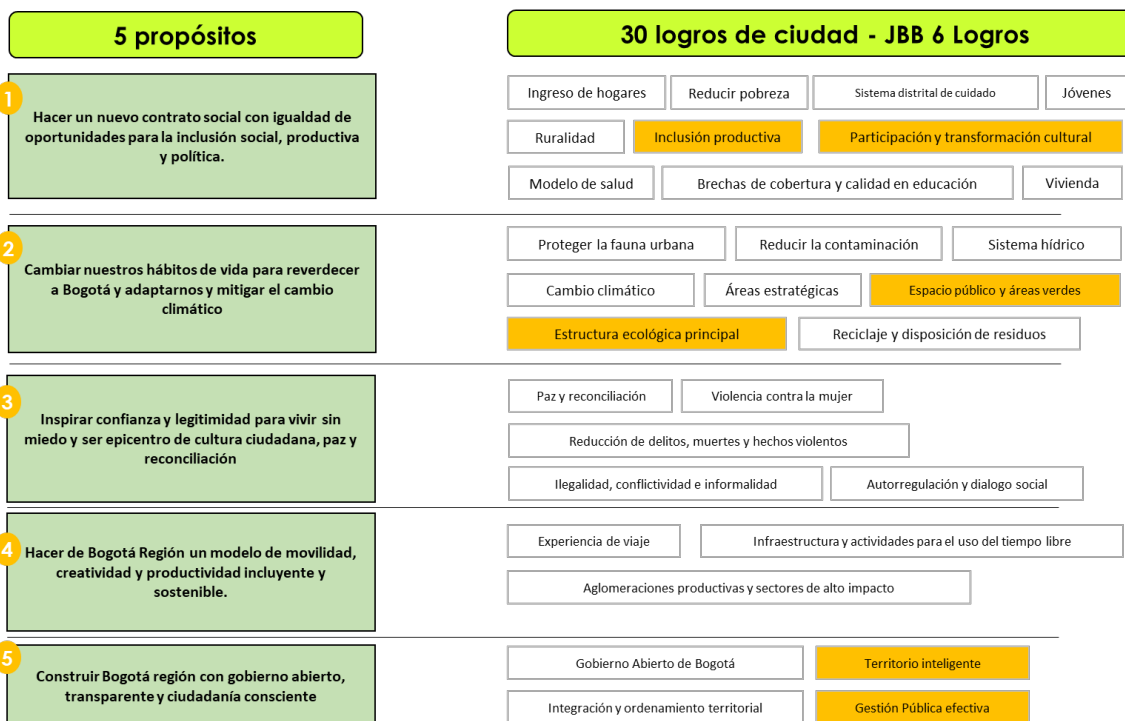 5 propósitos
30 logros de ciudad - JBB 6 Logros
1
Hacer un nuevo contrato social con igualdad de
oportunidades para la inclusión social, productiva
y política.
Ingreso de hogares
Reducir pobreza
Sistema distrital de cuidado
Jóvenes
Ruralidad
Inclusión productiva
Participación y transformación cultural
Modelo de salud
Brechas de cobertura y calidad en educación
Vivienda
2
Cambiar nuestros hábitos de vida para reverdecer
a Bogotá y adaptarnos y mitigar el cambio
climático
Proteger la fauna urbana
Reducir la contaminación
Sistema hídrico
Cambio climático
Áreas estratégicas
Espacio público y áreas verdes
Estructura ecológica principal
Reciclaje y disposición de residuos
3
Inspirar confianza y legitimidad para vivir sin
miedo y ser epicentro de cultura ciudadana, paz y
reconciliación
Paz y reconciliación
Violencia contra la mujer
Reducción de delitos, muertes y hechos violentos
Ilegalidad, conflictividad e informalidad
Autorregulación y dialogo social
4
Hacer de Bogotá Región un modelo de movilidad,
creatividad y productividad incluyente y
sostenible.
Experiencia de viaje
Infraestructura y actividades para el uso del tiempo libre
Aglomeraciones productivas y sectores de alto impacto
5
Construir Bogotá región con gobierno abierto,
transparente y ciudadanía consciente
Gobierno Abierto de Bogotá
Territorio inteligente
Integración y ordenamiento territorial
Gestión Pública efectiva